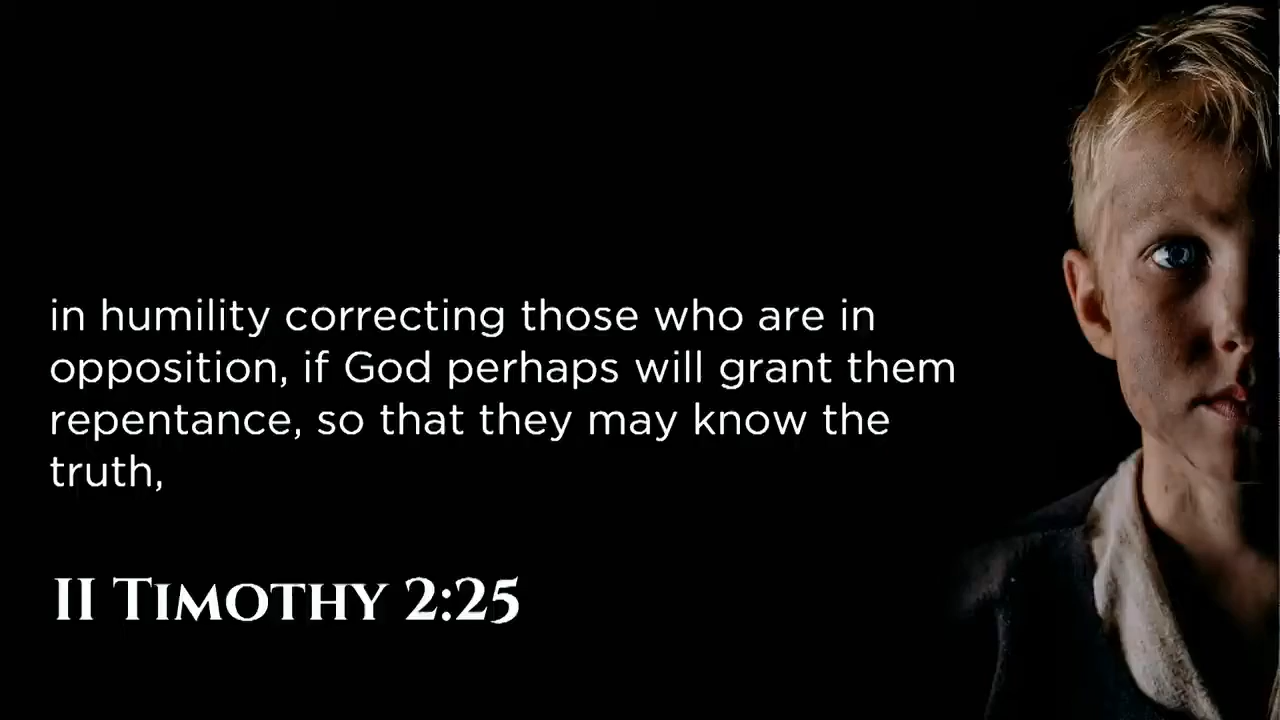 in humility correcting those who are in
opposition, if God perhaps will grant them
repentance, so that they may know the
truth,
II Timothy 2:25